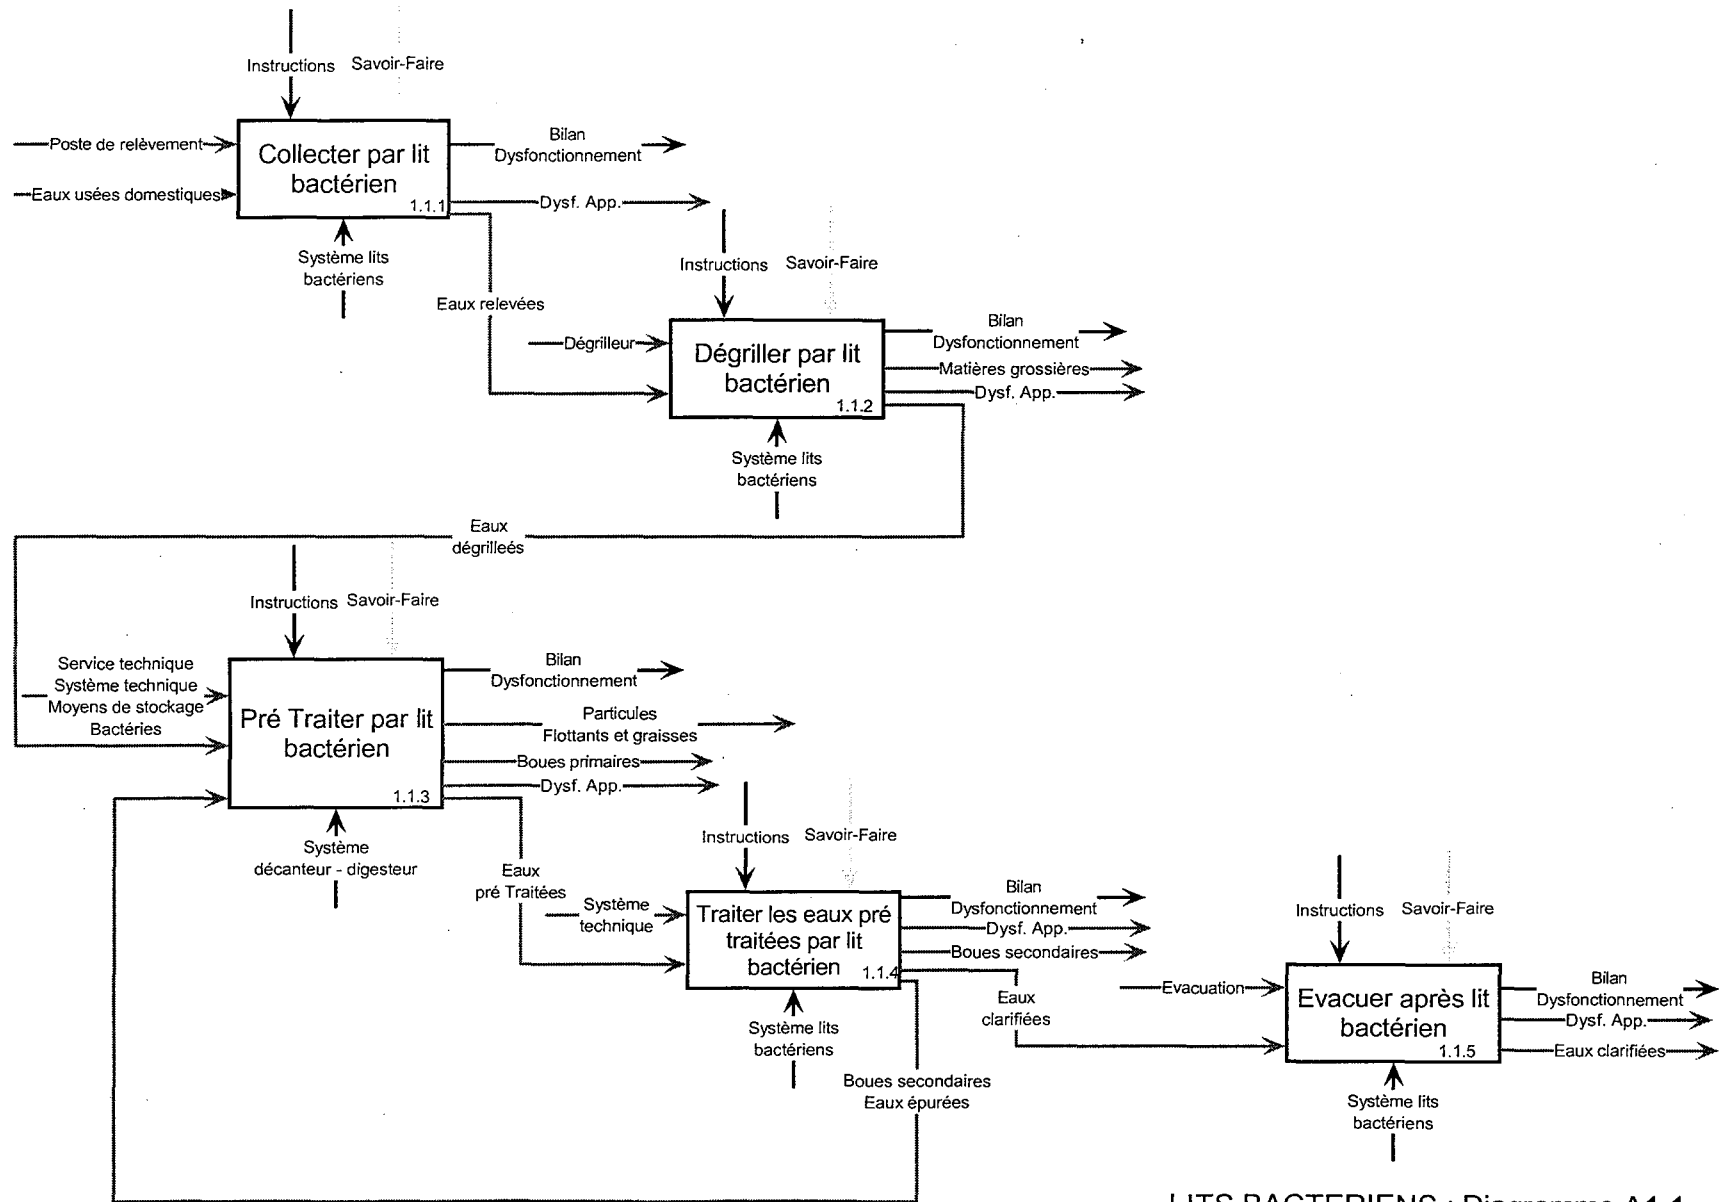 Instructions Savoir-Faire
Poste de relèvement
Eaux usées domestiques
Collecter par lit
bactérien
1.1.1
Bilan
Dysfonctionnement
Dysf. App.
Système lits
bactériens
Eaux relevées
Instructions Savoir-Faire
Dégrilleur
Dégriller par lit
bactérien
1.1.2
Bilan
Dysfonctionnement
Matières grossières
Dysf. App.
Système lits
bactériens
Eaux
dégrilleés
Instructions Savoir-Faire
Service technique
Système technique
Moyens de stockage
Bactéries
Pré Traiter par lit
bactérien
1.1.3
Bilan
Dysfonctionnement
Particules
Flottants et graisses
Boues primaires
Dysf. App.
Système
décanteur - digesteur
Eaux
pré Traitées
Instructions Savoir-Faire
Système
technique
Traiter les eaux pré
traitées par lit
bactérien
1.1.4
Bilan
Dysfonctionnement
Dysf. App.
Boues secondaires
Système lits
bactériens
Eaux
clarifiées
Boues secondaires
Eaux épurées
Instructions Savoir-Faire
Evacuation
Evacuer après lit
bactérien
1.1.5
Bilan
Dysfonctionnement
Dysf. App.
Eaux clarifiées
Système lits
bactériens
LITS BACTERIENS : Diagramme A1.1